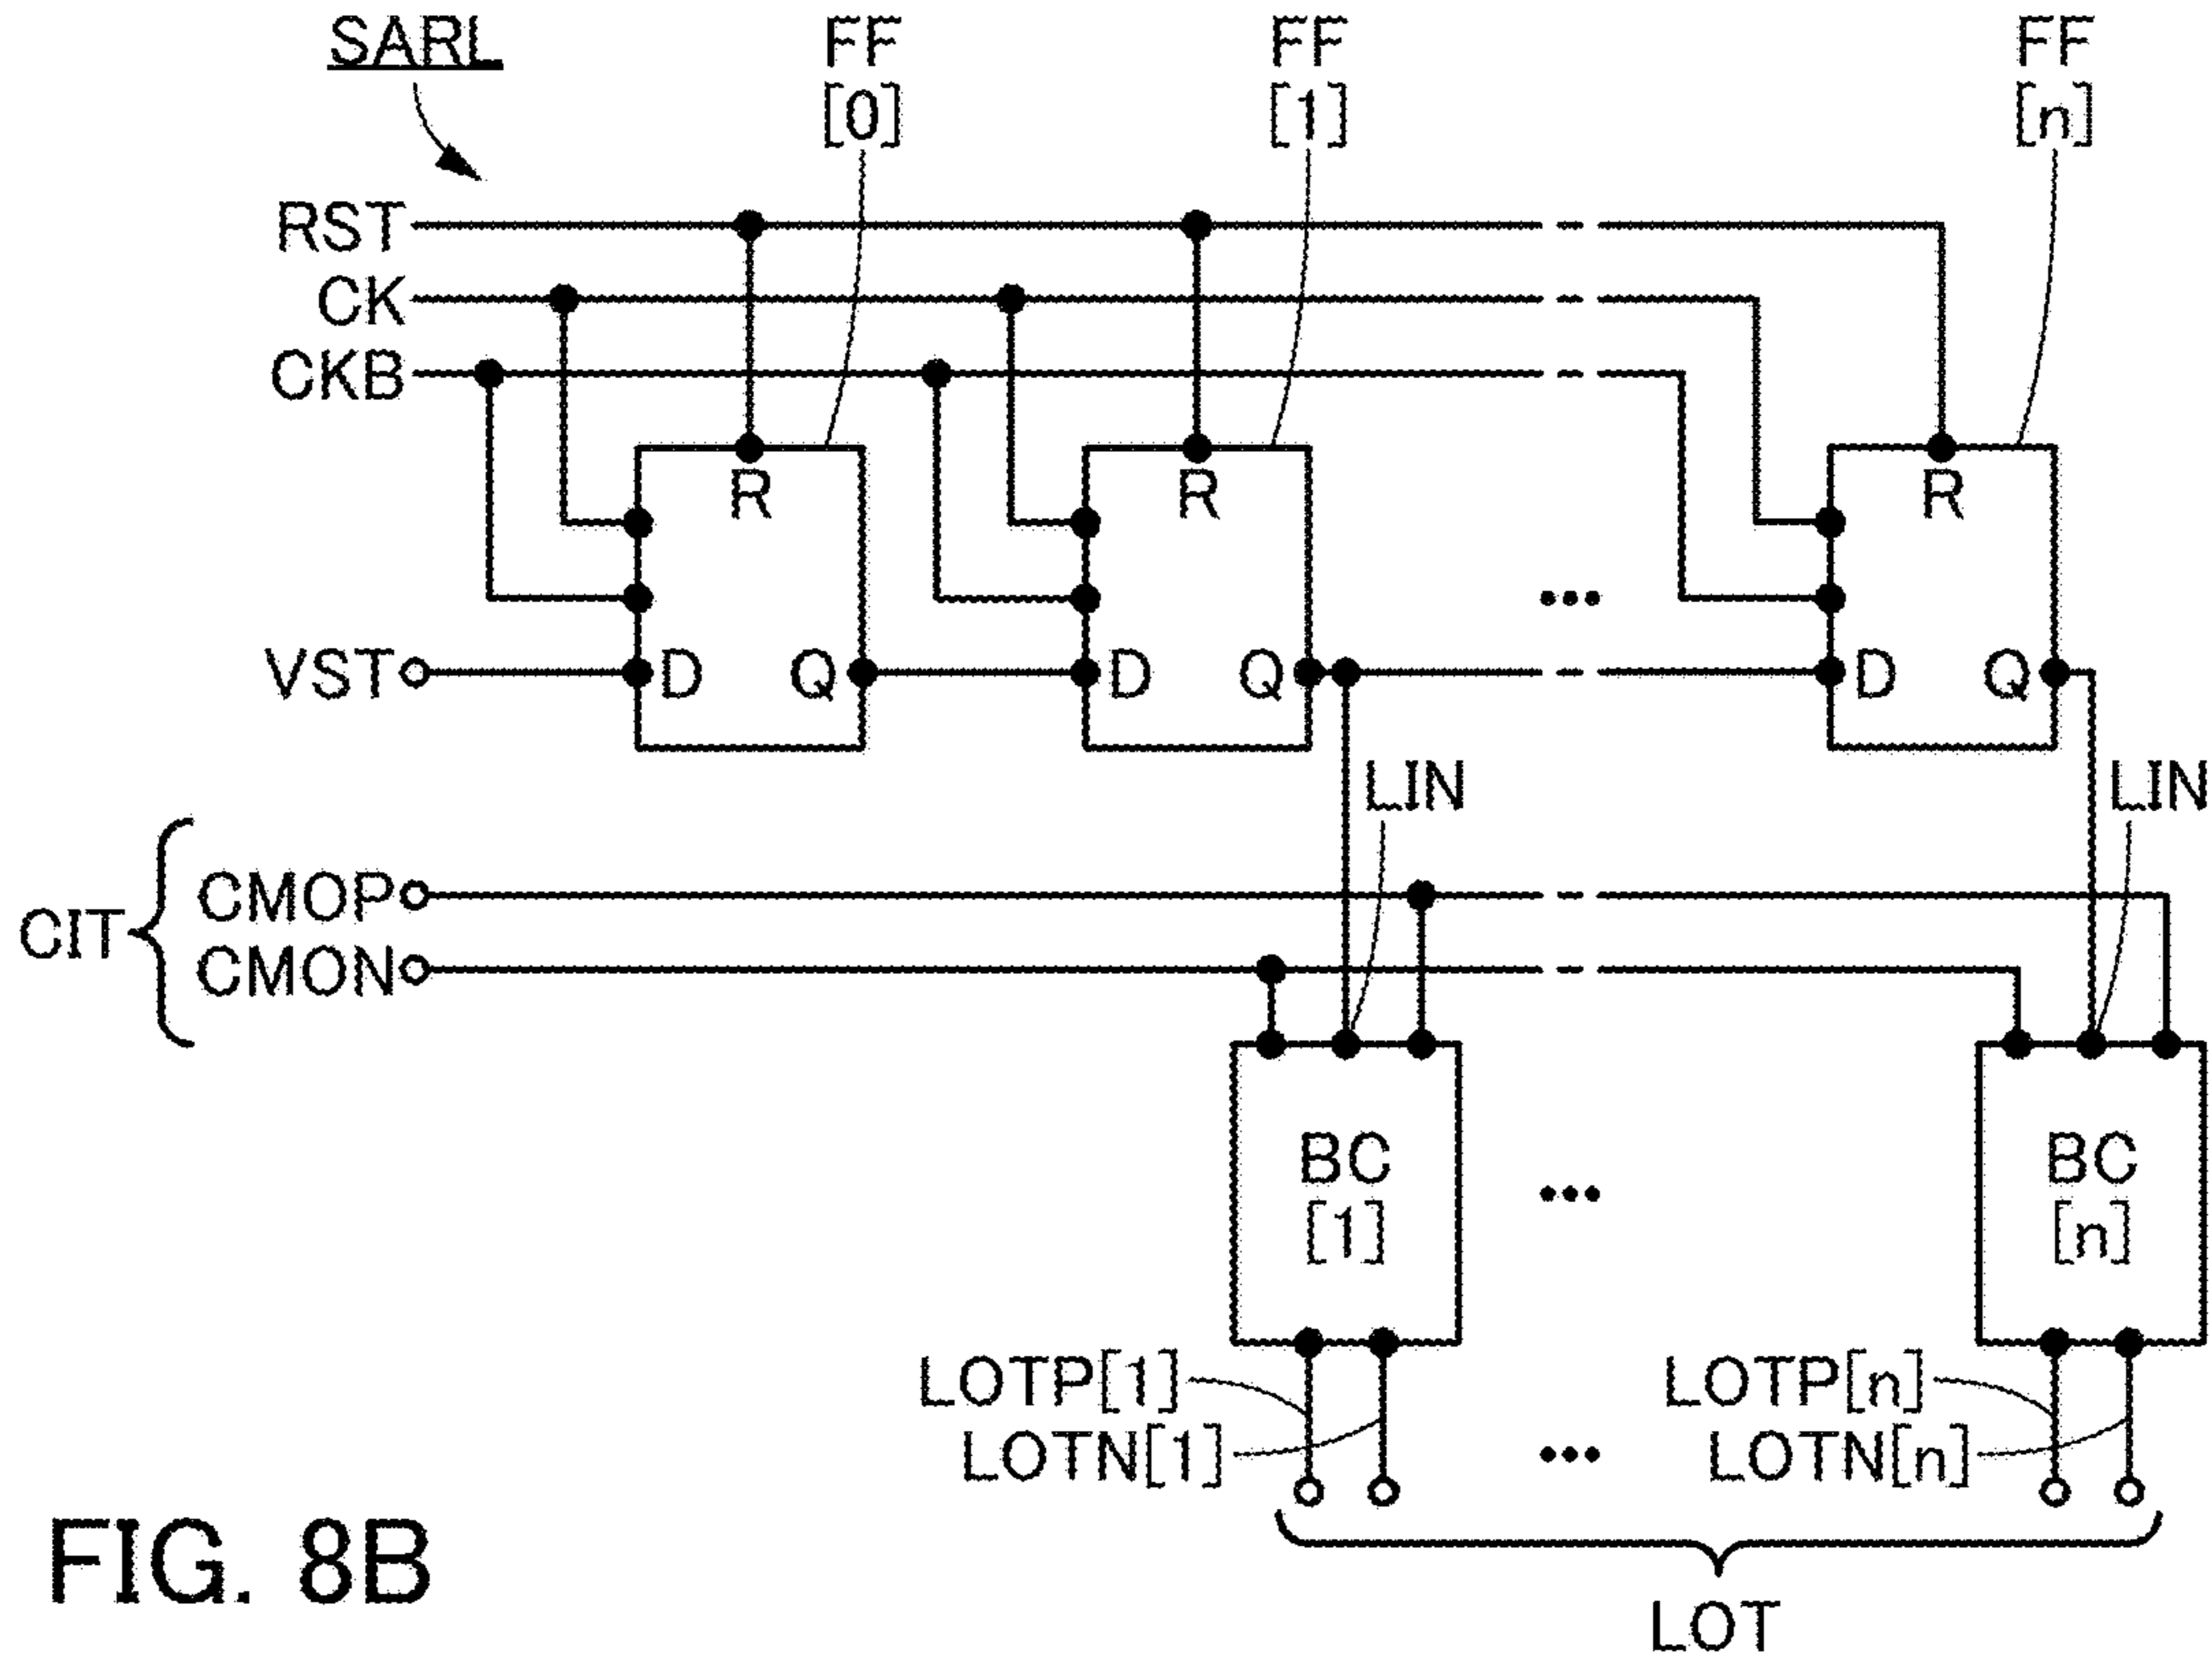 SARL
FF
[0]
FF
[1]
FF
[n]
RST
CK
CKB
R
R
R
VST
D
Q
D
Q
D
Q
LIN
LIN
CIT
CMOP
CMON
BC
[1]
BC
[n]
LOTP[1]
LOTN[1]
LOTP[n]
LOTN[n]
LOT
FIG. 8B